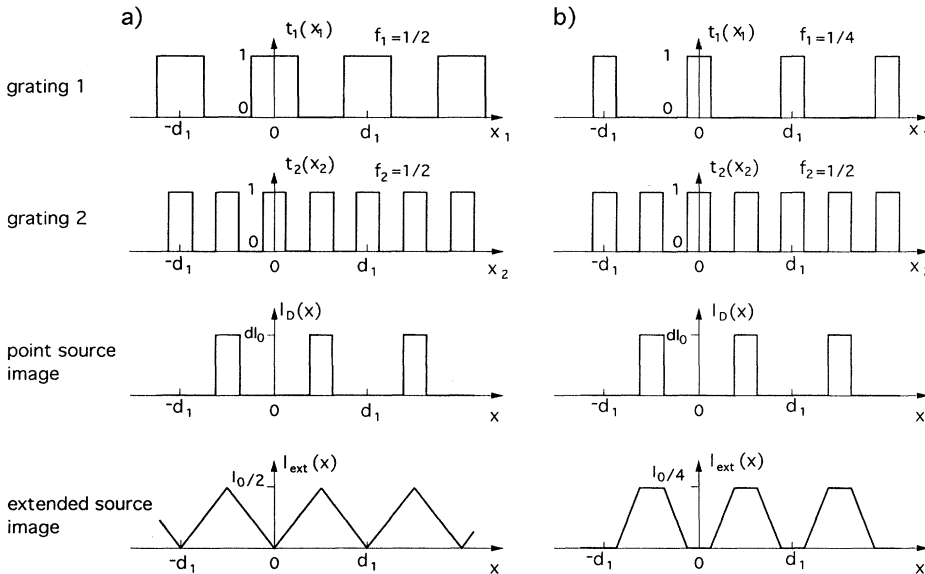 a)
b)
grating 1
t₁(x₁)
f₁=1/2
1
0
-d₁
0
d₁
x₁
t₁(x₁)
f₁=1/4
1
0
-d₁
0
d₁
grating 2
t₂(x₂)
f₂=1/2
1
0
-d₁
0
d₁
x₂
t₂(x₂)
f₂=1/2
1
0
-d₁
0
d₁
point source
image
I_D(x)
dI₀
-d₁
0
d₁
x
I_D(x)
dI₀
-d₁
0
d₁
x
extended source
image
I₀/2
I_ext(x)
-d₁
0
d₁
x
I₀/4
I_ext(x)
-d₁
0
d₁
x